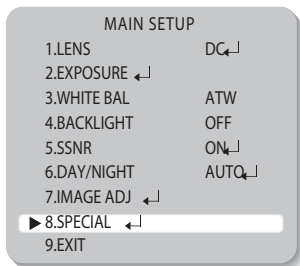 MAIN SETUP
1.LENS DC↵
2.EXPOSURE ↵
3.WHITE BAL ATW
4.BACKLIGHT OFF
5.SSNR ON↵
6.DAY/NIGHT AUTO↵
7.IMAGE ADJ ↵
▶8.SPECIAL ↵
9.EXIT